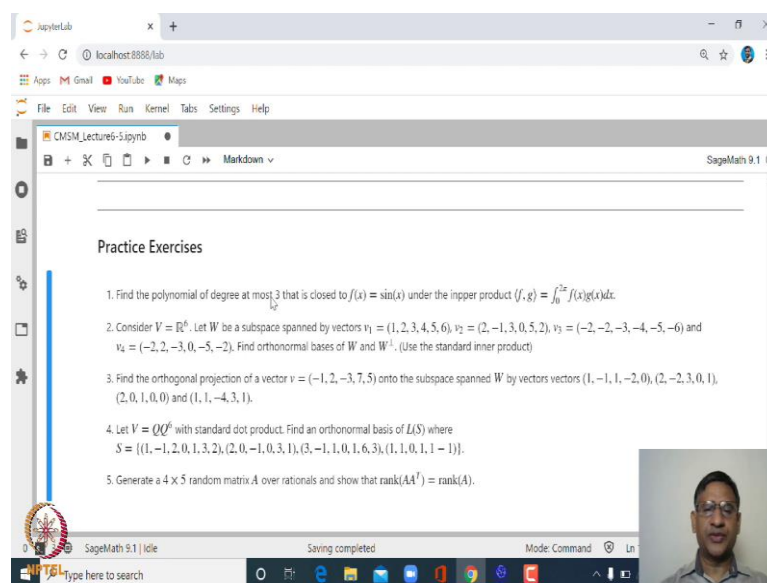 JupyterLab
localhost:8888/lab
Apps Gmail YouTube Maps
File Edit View Run Kernel Tabs Settings Help
CMSM_Lecture6-5.ipynb
Markdown
SageMath 9.1
Practice Exercises
1. Find the polynomial of degree at most 3 that is closed to f(x) = sin(x) under the inpper product ⟨f, g⟩ = ∫₀^{2π} f(x)g(x)dx.
2. Consider V = ℝ⁶. Let W be a subspace spanned by vectors v₁ = (1, 2, 3, 4, 5, 6), v₂ = (2, −1, 3, 0, 5, 2), v₃ = (−2, −2, −3, −4, −5, −6) and
v₄ = (−2, 2, −3, 0, −5, −2). Find orthonormal bases of W and W⊥. (Use the standard inner product)
3. Find the orthogonal projection of a vector v = (−1, 2, −3, 7, 5) onto the subspace spanned W by vectors vectors (1, −1, 1, −2, 0), (2, −2, 3, 0, 1),
(2, 0, 1, 0, 0) and (1, 1, −4, 3, 1).
4. Let V = QQ⁶ with standard dot product. Find an orthonormal basis of L(S) where
S = {(1, −1, 2, 0, 1, 3, 2), (2, 0, −1, 0, 3, 1), (3, −1, 1, 0, 1, 6, 3), (1, 1, 0, 1, 1 − 1)}.
5. Generate a 4 × 5 random matrix A over rationals and show that rank(AAᵀ) = rank(A).
SageMath 9.1 | Idle
Saving completed
Mode: Command
Ln
NPTEL
Type here to search